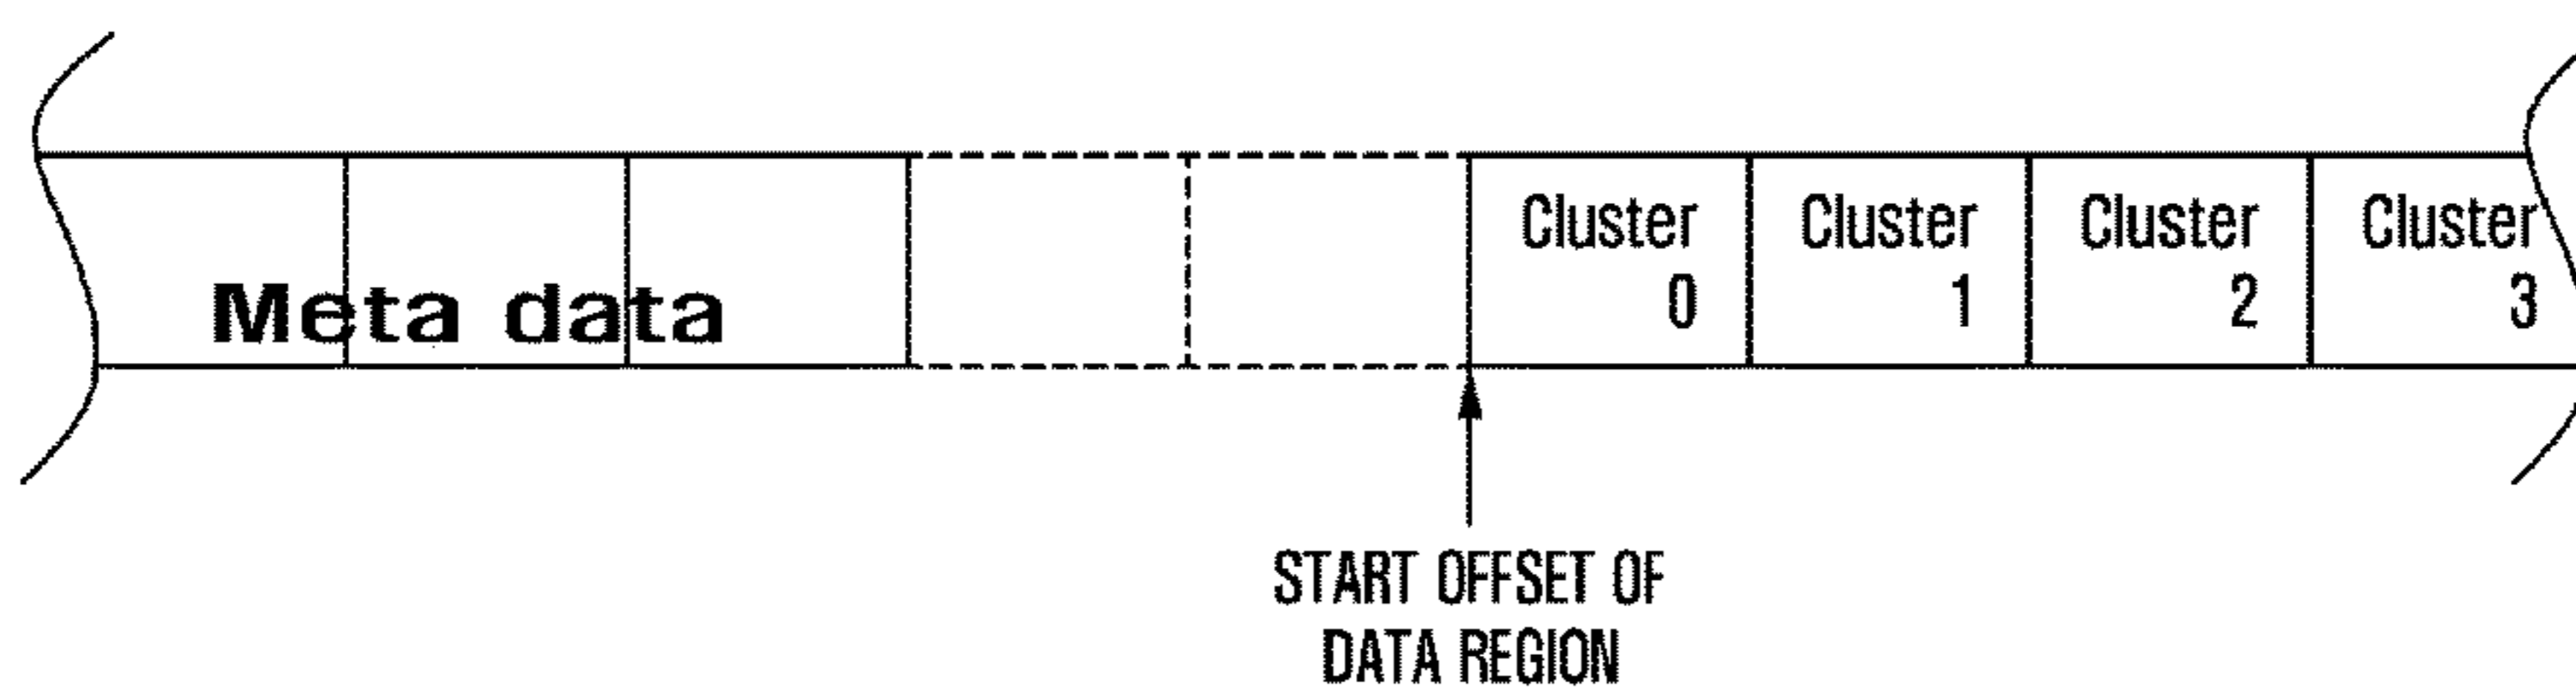 Meta data
Cluster
0
Cluster
1
Cluster
2
Cluster
3
START OFFSET OF
DATA REGION